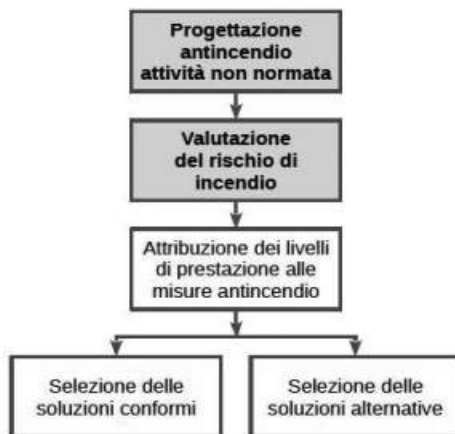 Progettazione
antincendio
attività non normata
Valutazione
del rischio di
incendio
Attribuzione dei livelli
di prestazione alle
misure antincendio
Selezione delle
soluzioni conformi
Selezione delle
soluzioni alternative